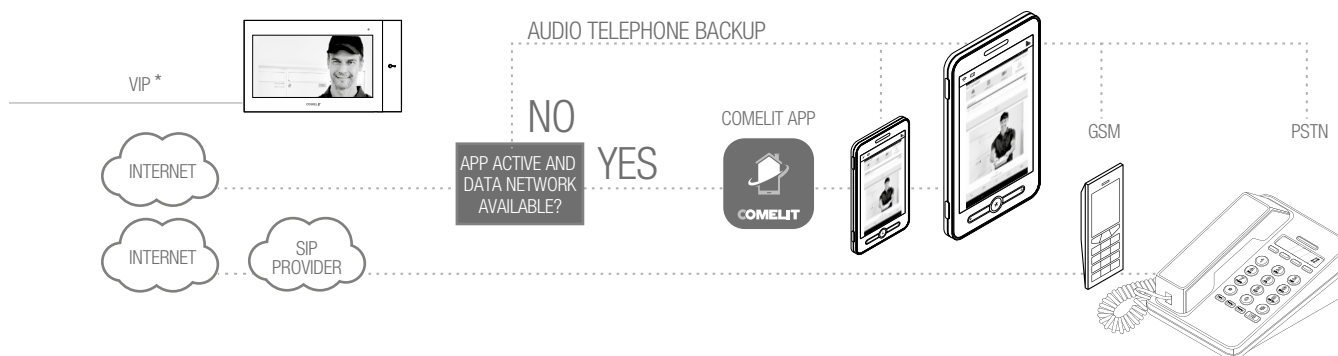 AUDIO TELEPHONE BACKUP
VIP *
COMELIT
NO
YES
COMELIT APP
GSM
PSTN
INTERNET
APP ACTIVE AND
DATA NETWORK
AVAILABLE?
COMELIT
INTERNET
SIP
PROVIDER